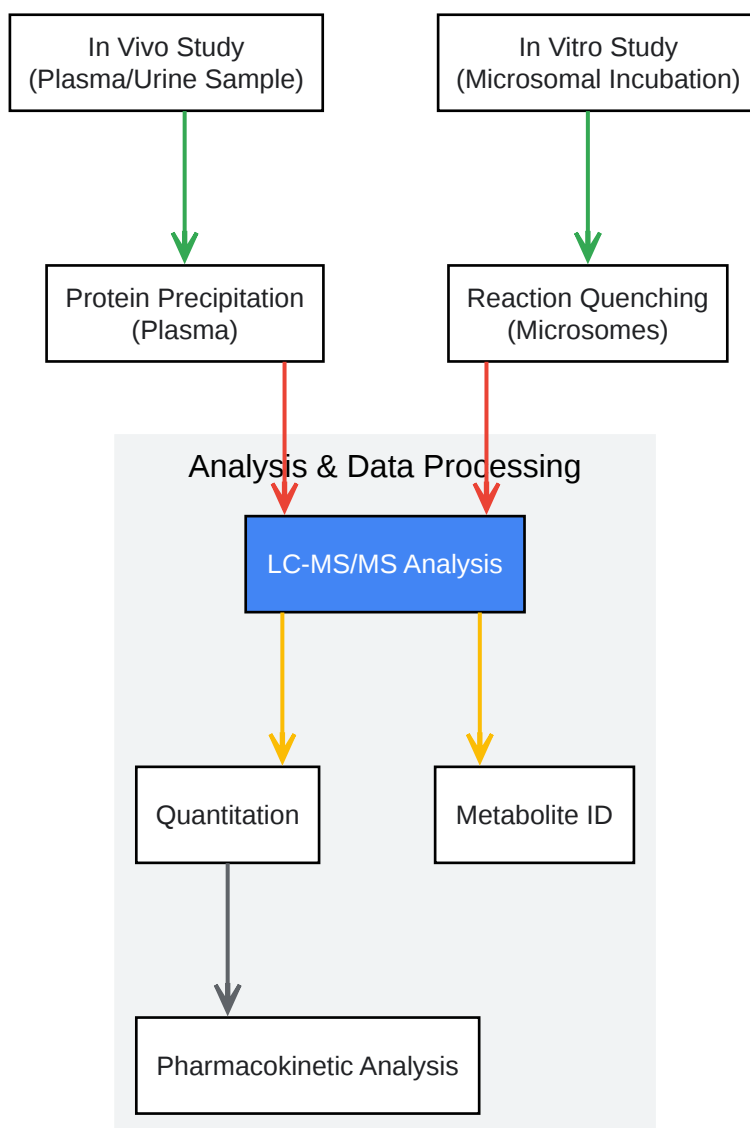 In Vivo Study
(Plasma/Urine Sample)
In Vitro Study
(Microsomal Incubation)
Protein Precipitation
(Plasma)
Reaction Quenching
(Microsomes)
Analysis & Data Processing
LC-MS/MS Analysis
Quantitation
Metabolite ID
Pharmacokinetic Analysis